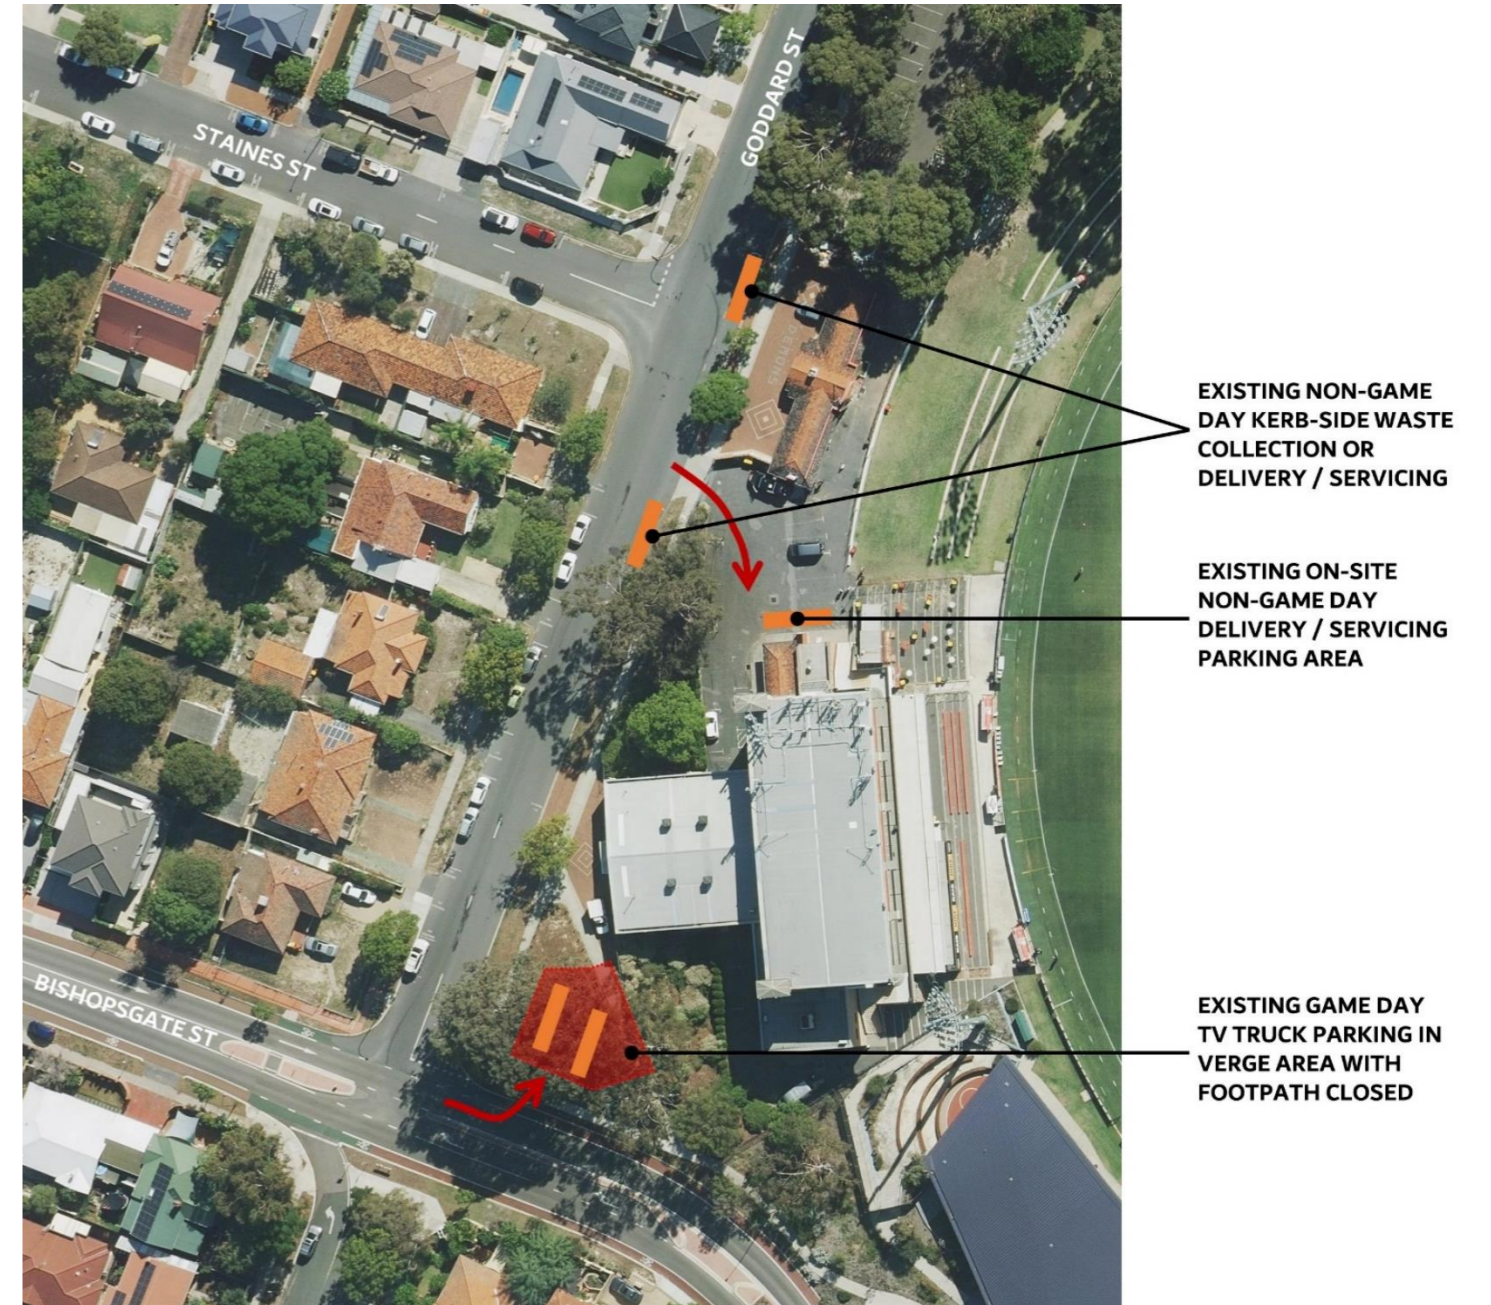 GODDARD ST
STAINES ST
EXISTING NON-GAME
DAY KERB-SIDE WASTE
COLLECTION OR
DELIVERY / SERVICING
EXISTING ON-SITE
NON-GAME DAY
DELIVERY / SERVICING
PARKING AREA
BISHOPSGATE ST
EXISTING GAME DAY
TV TRUCK PARKING IN
VERGE AREA WITH
FOOTPATH CLOSED